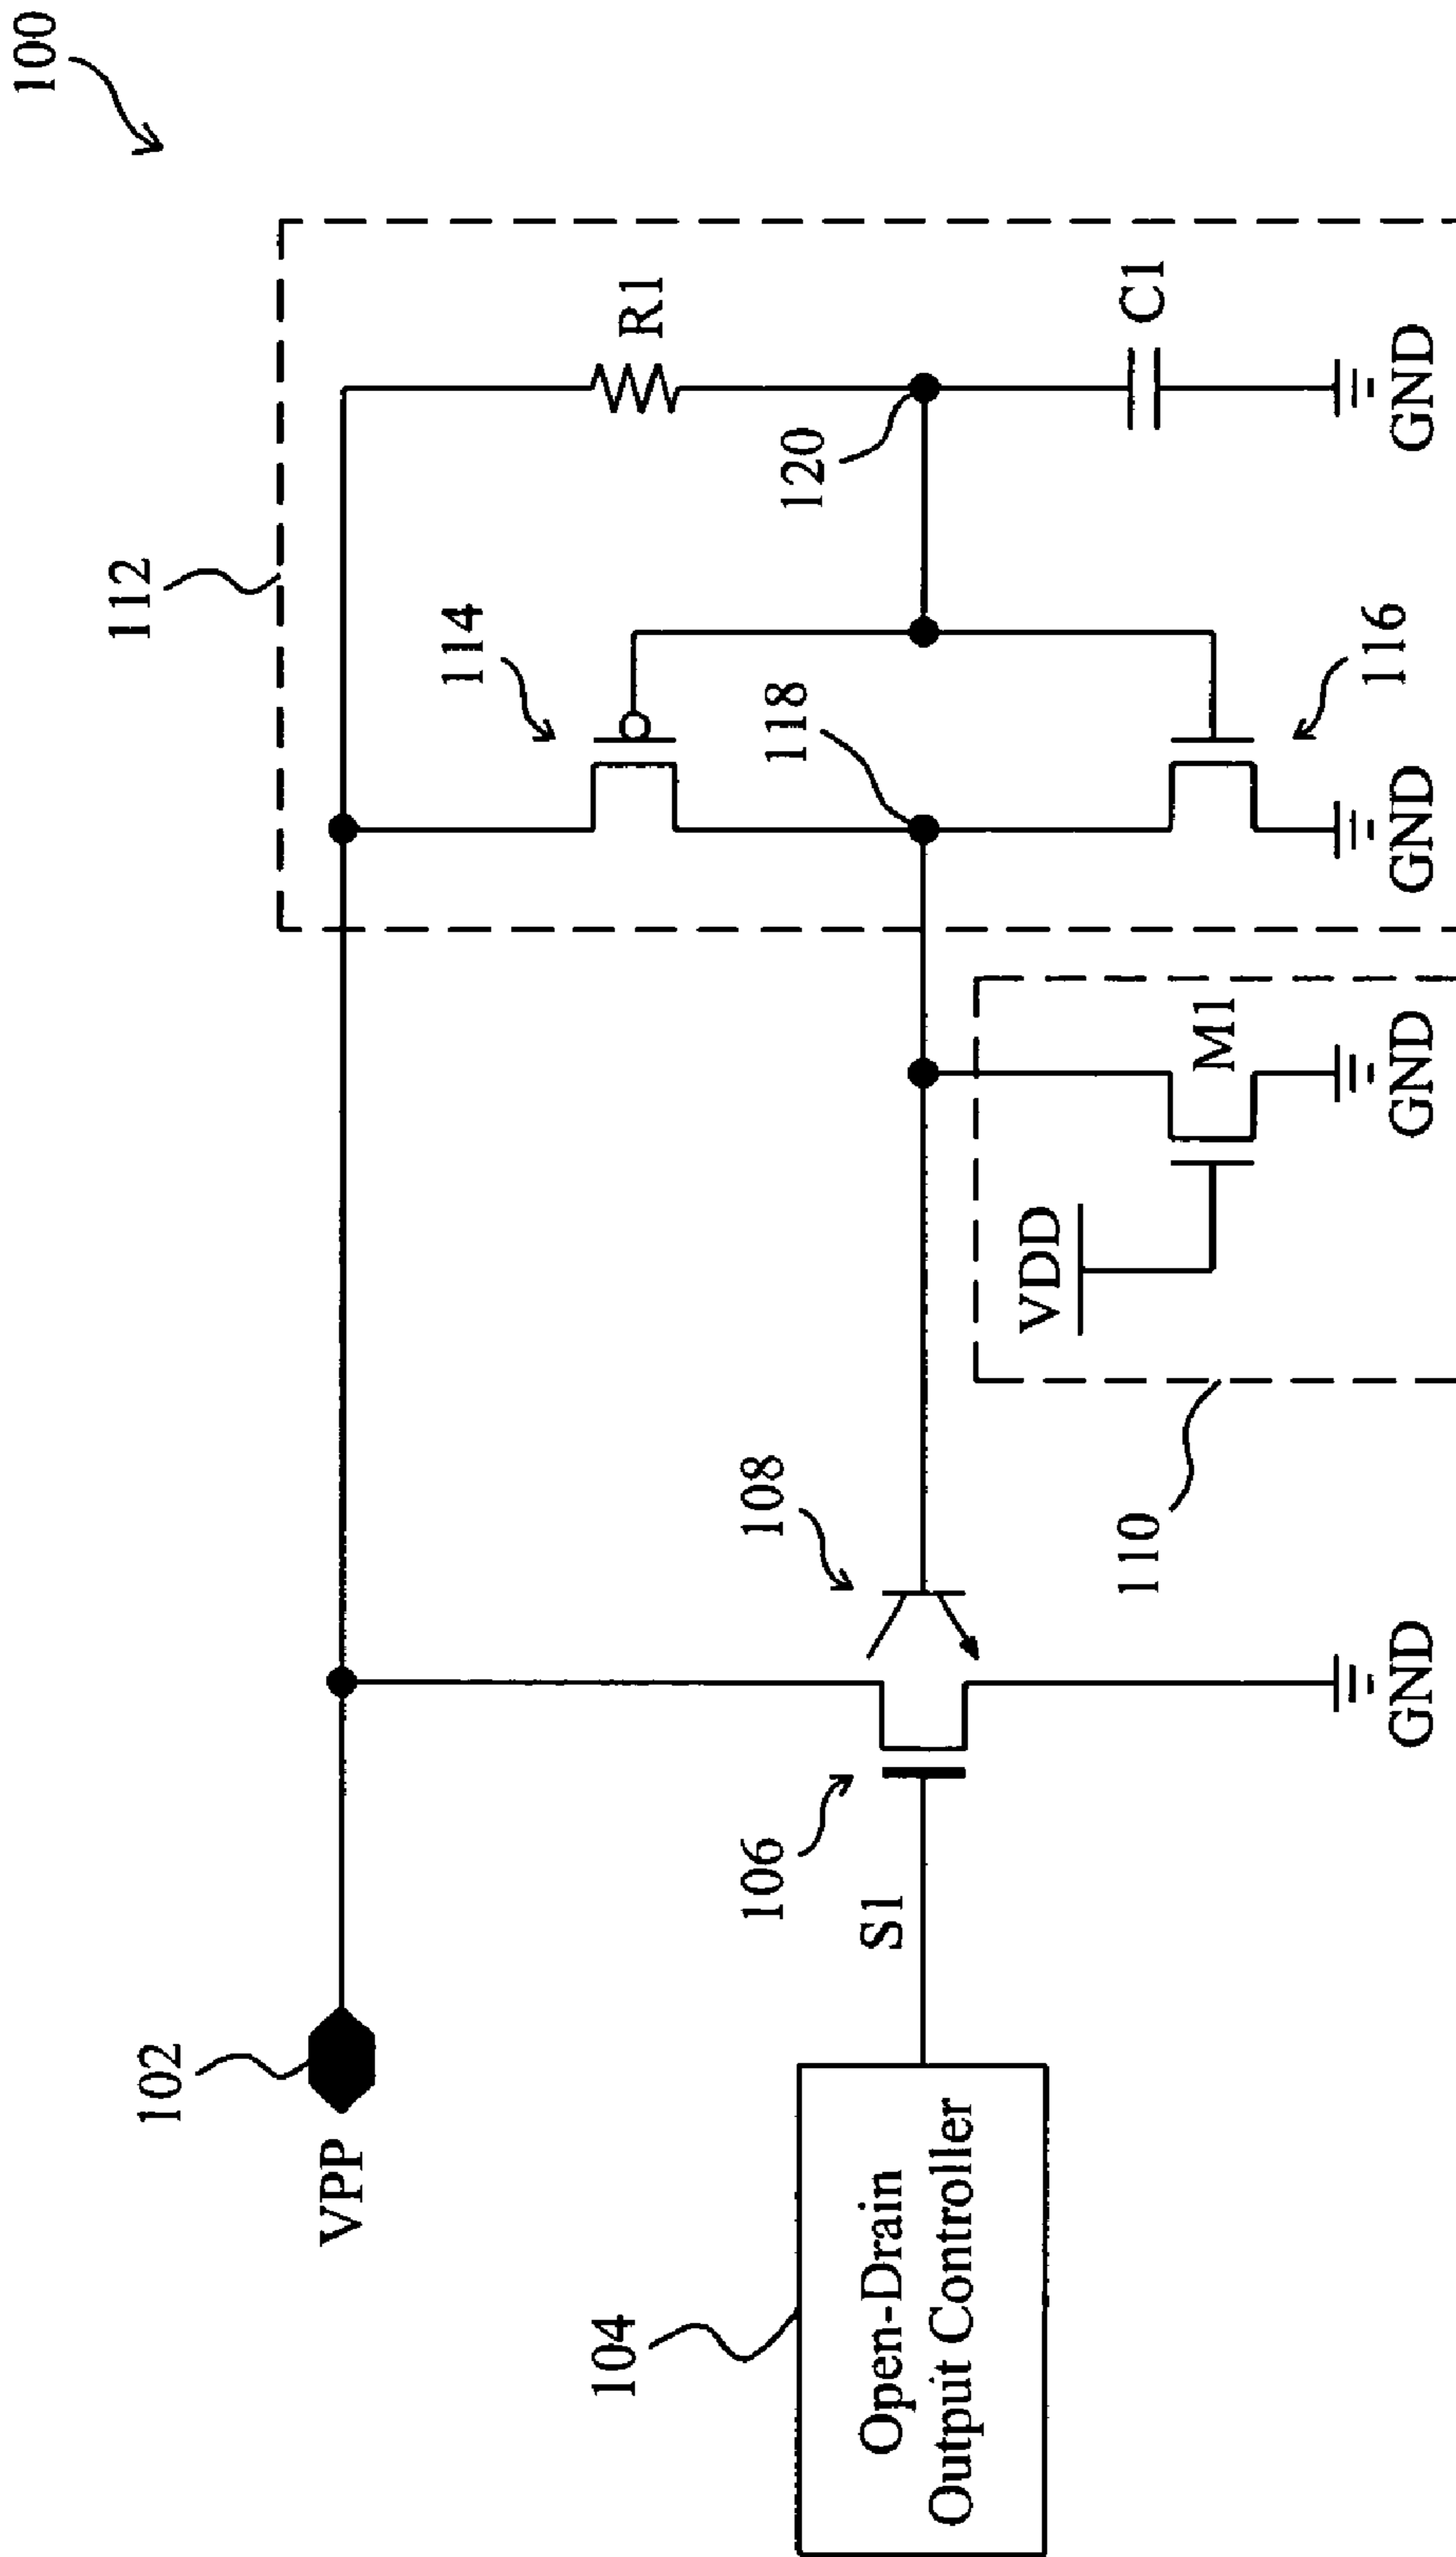 100
112
R1
C1
GND
120
114
118
116
GND
M1
GND
VDD
110
108
GND
106
S1
102
VPP
104
Open-Drain
Output Controller